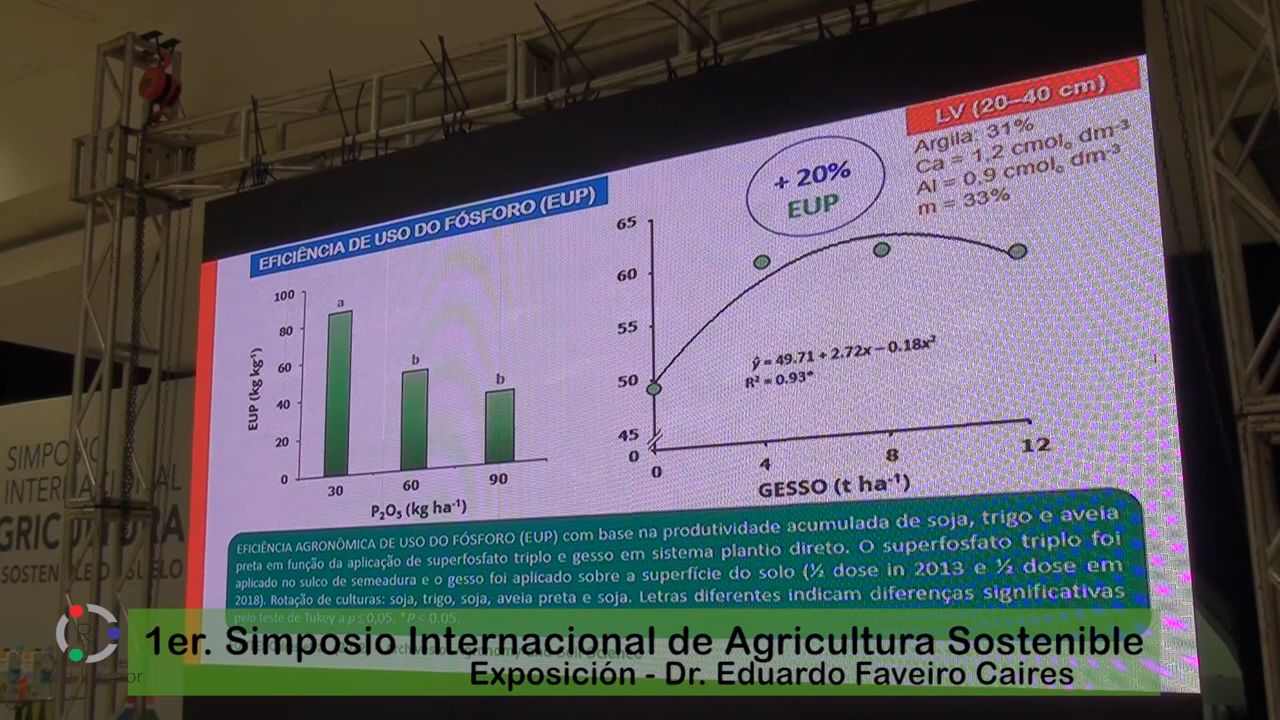 LV (20–40 cm)
Argila, 31%
Ca = 1,2 cmolc dm-3
Al = 0,9 cmolc dm-3
m = 33%
+ 20%
EUP
EFICIÊNCIA DE USO DO FÓSFORO (EUP)
100
80
60
40
20
0
EUP (kg kg-1)
a
b
b
30
60
90
P2O5 (kg ha-1)
65
60
55
50
45
0
ŷ = 49.71 + 2.72x – 0.18x²
R² = 0.93*
0
4
8
12
GESSO (t ha-1)
EFICIÊNCIA AGRONÔMICA DE USO DO FÓSFORO (EUP) com base na produtividade acumulada de soja, trigo e aveia
preta em função da aplicação de superfosfato triplo e gesso em sistema plantio direto. O superfosfato triplo foi
aplicado no sulco de semeadura e o gesso foi aplicado sobre a superfície do solo (½ dose in 2013 e ½ dose em
2018). Rotação de culturas: soja, trigo, soja, aveia preta e soja. Letras diferentes indicam diferenças significativas
pelo teste de Tukey a p ≤ 0,05. *P < 0.05.
1er. Simposio Internacional de Agricultura Sostenible
Exposición - Dr. Eduardo Faveiro Caires
SIMPO
INTER